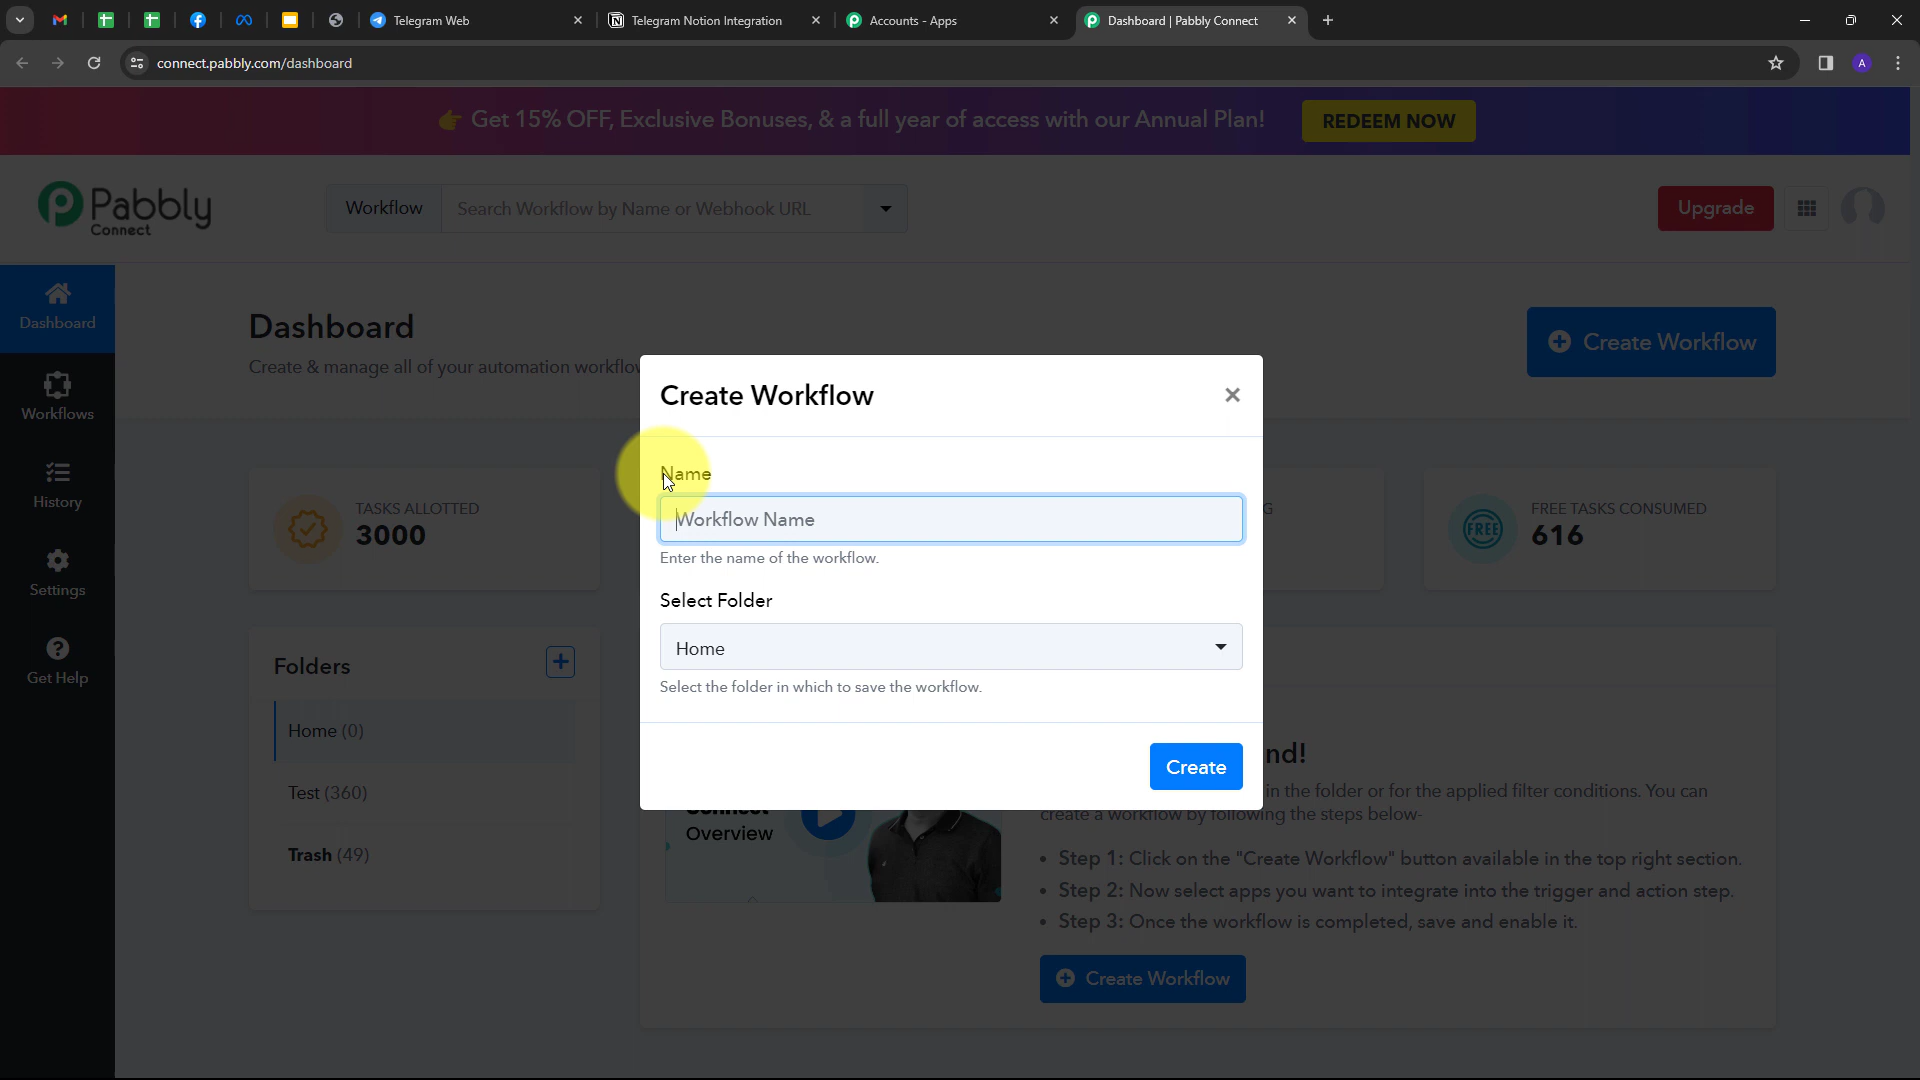 Telegram Web
Telegram Notion Integration
Accounts - Apps
Dashboard | Pabbly Connect
A
connect.pabbly.com/dashboard
👉 Get 15% OFF, Exclusive Bonuses, & a full year of access with our Annual Plan!
REDEEM NOW
Pabbly
Connect
Workflow
Search Workflow by Name or Webhook URL
Upgrade
Dashboard
Workflows
History
Settings
Get Help
Dashboard
Create & manage all of your automation workflow
Create Workflow
TASKS ALLOTTED
3000
G
FREE TASKS CONSUMED
FREE
616
Folders
Home (0)
Test (360)
Trash (49)
Create Workflow
Name
Workflow Name
Enter the name of the workflow.
Select Folder
Home
Select the folder in which to save the workflow.
Create
Connect
Overview
nd!
in the folder or for the applied filter conditions. You can
create a workflow by following the steps below-
• Step 1: Click on the "Create Workflow" button available in the top right section.
• Step 2: Now select apps you want to integrate into the trigger and action step.
• Step 3: Once the workflow is completed, save and enable it.
Create Workflow